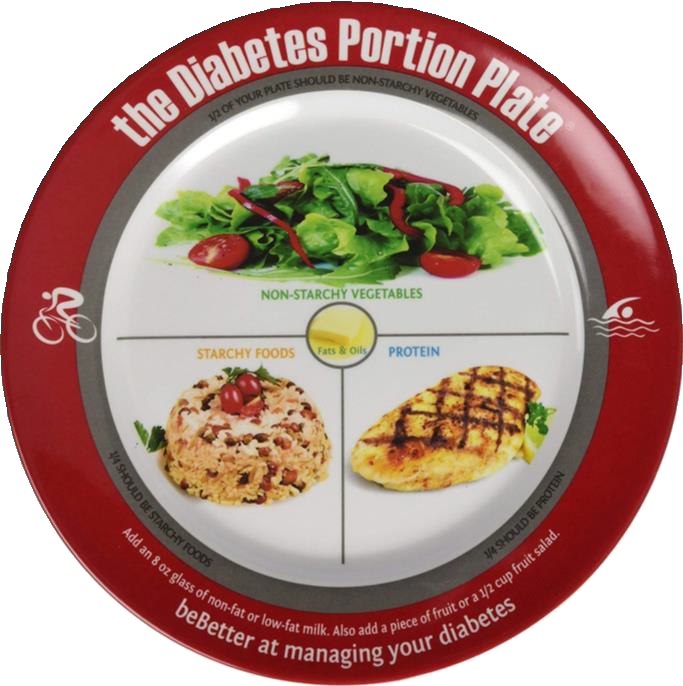 the Diabetes Portion Plate®
1/2 OF YOUR PLATE SHOULD BE NON-STARCHY VEGETABLES
NON-STARCHY VEGETABLES
STARCHY FOODS
Fats & Oils
PROTEIN
1/4 SHOULD BE STARCHY FOODS
1/4 SHOULD BE PROTEIN
Add an 8 oz glass of non-fat or low-fat milk. Also add a piece of fruit or a 1/2 cup fruit salad.
beBetter at managing your diabetes